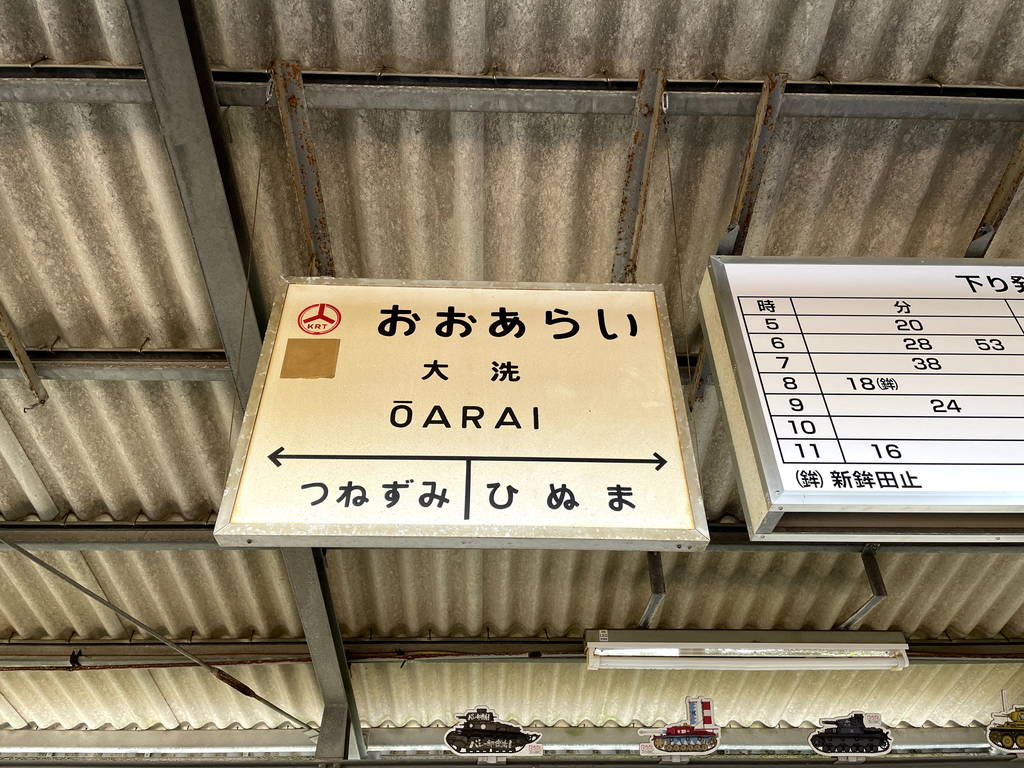 KRT
おおあらい
大洗
ŌARAI
つねずみ ひぬま
下り
時 分
5 20
6 28 53
7 38
8 18㈷
9 24
10
11 16
(鉾) 新鉾田止